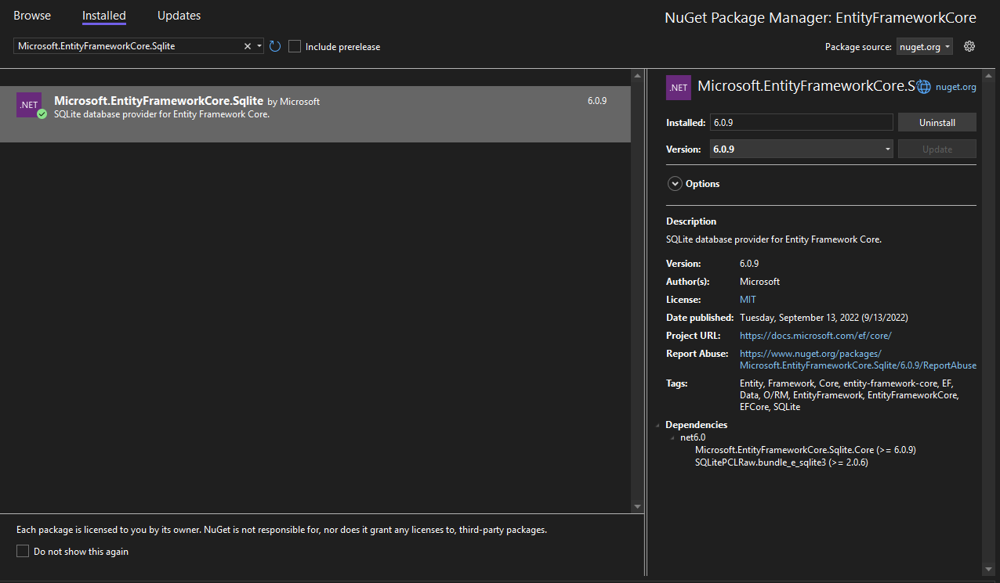 Browse Installed Updates
NuGet Package Manager: EntityFrameworkCore
Microsoft.EntityFrameworkCore.Sqlite
Include prerelease
Package source: nuget.org
.NET
Microsoft.EntityFrameworkCore.Sqlite by Microsoft
6.0.9
SQLite database provider for Entity Framework Core.
Each package is licensed to you by its owner. NuGet is not responsible for, nor does it grant any licenses to, third-party packages.
Do not show this again
.NET
Microsoft.EntityFrameworkCore.S nuget.org
Installed: 6.0.9 Uninstall
Version: 6.0.9 Update
Options
Description
SQLite database provider for Entity Framework Core.
Version: 6.0.9
Author(s): Microsoft
License: MIT
Date published: Tuesday, September 13, 2022 (9/13/2022)
Project URL: https://docs.microsoft.com/ef/core/
Report Abuse: https://www.nuget.org/packages/
Microsoft.EntityFrameworkCore.Sqlite/6.0.9/ReportAbuse
Tags: Entity, Framework, Core, entity-framework-core, EF,
Data, O/RM, EntityFramework, EntityFrameworkCore,
EFCore, SQLite
Dependencies
net6.0
Microsoft.EntityFrameworkCore.Sqlite.Core (>= 6.0.9)
SQLitePCLRaw.bundle_e_sqlite3 (>= 2.0.6)